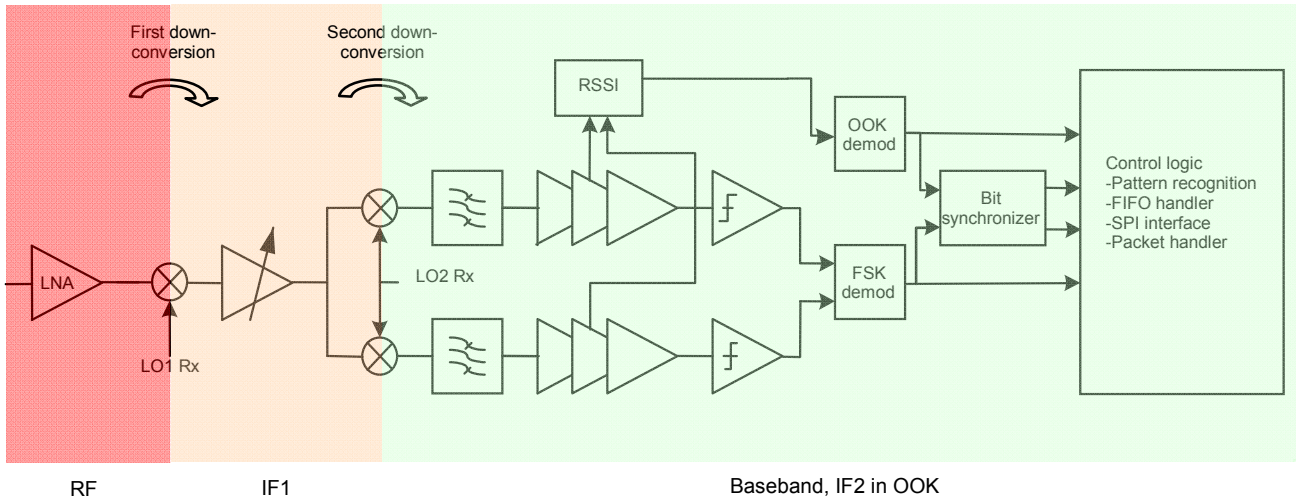 First down-
conversion
Second down-
conversion
RSSI
OOK
demod
Control logic
-Pattern recognition
-FIFO handler
-SPI interface
-Packet handler
Bit
synchronizer
LNA
LO2 Rx
FSK
demod
LO1 Rx
RF
IF1
Baseband, IF2 in OOK